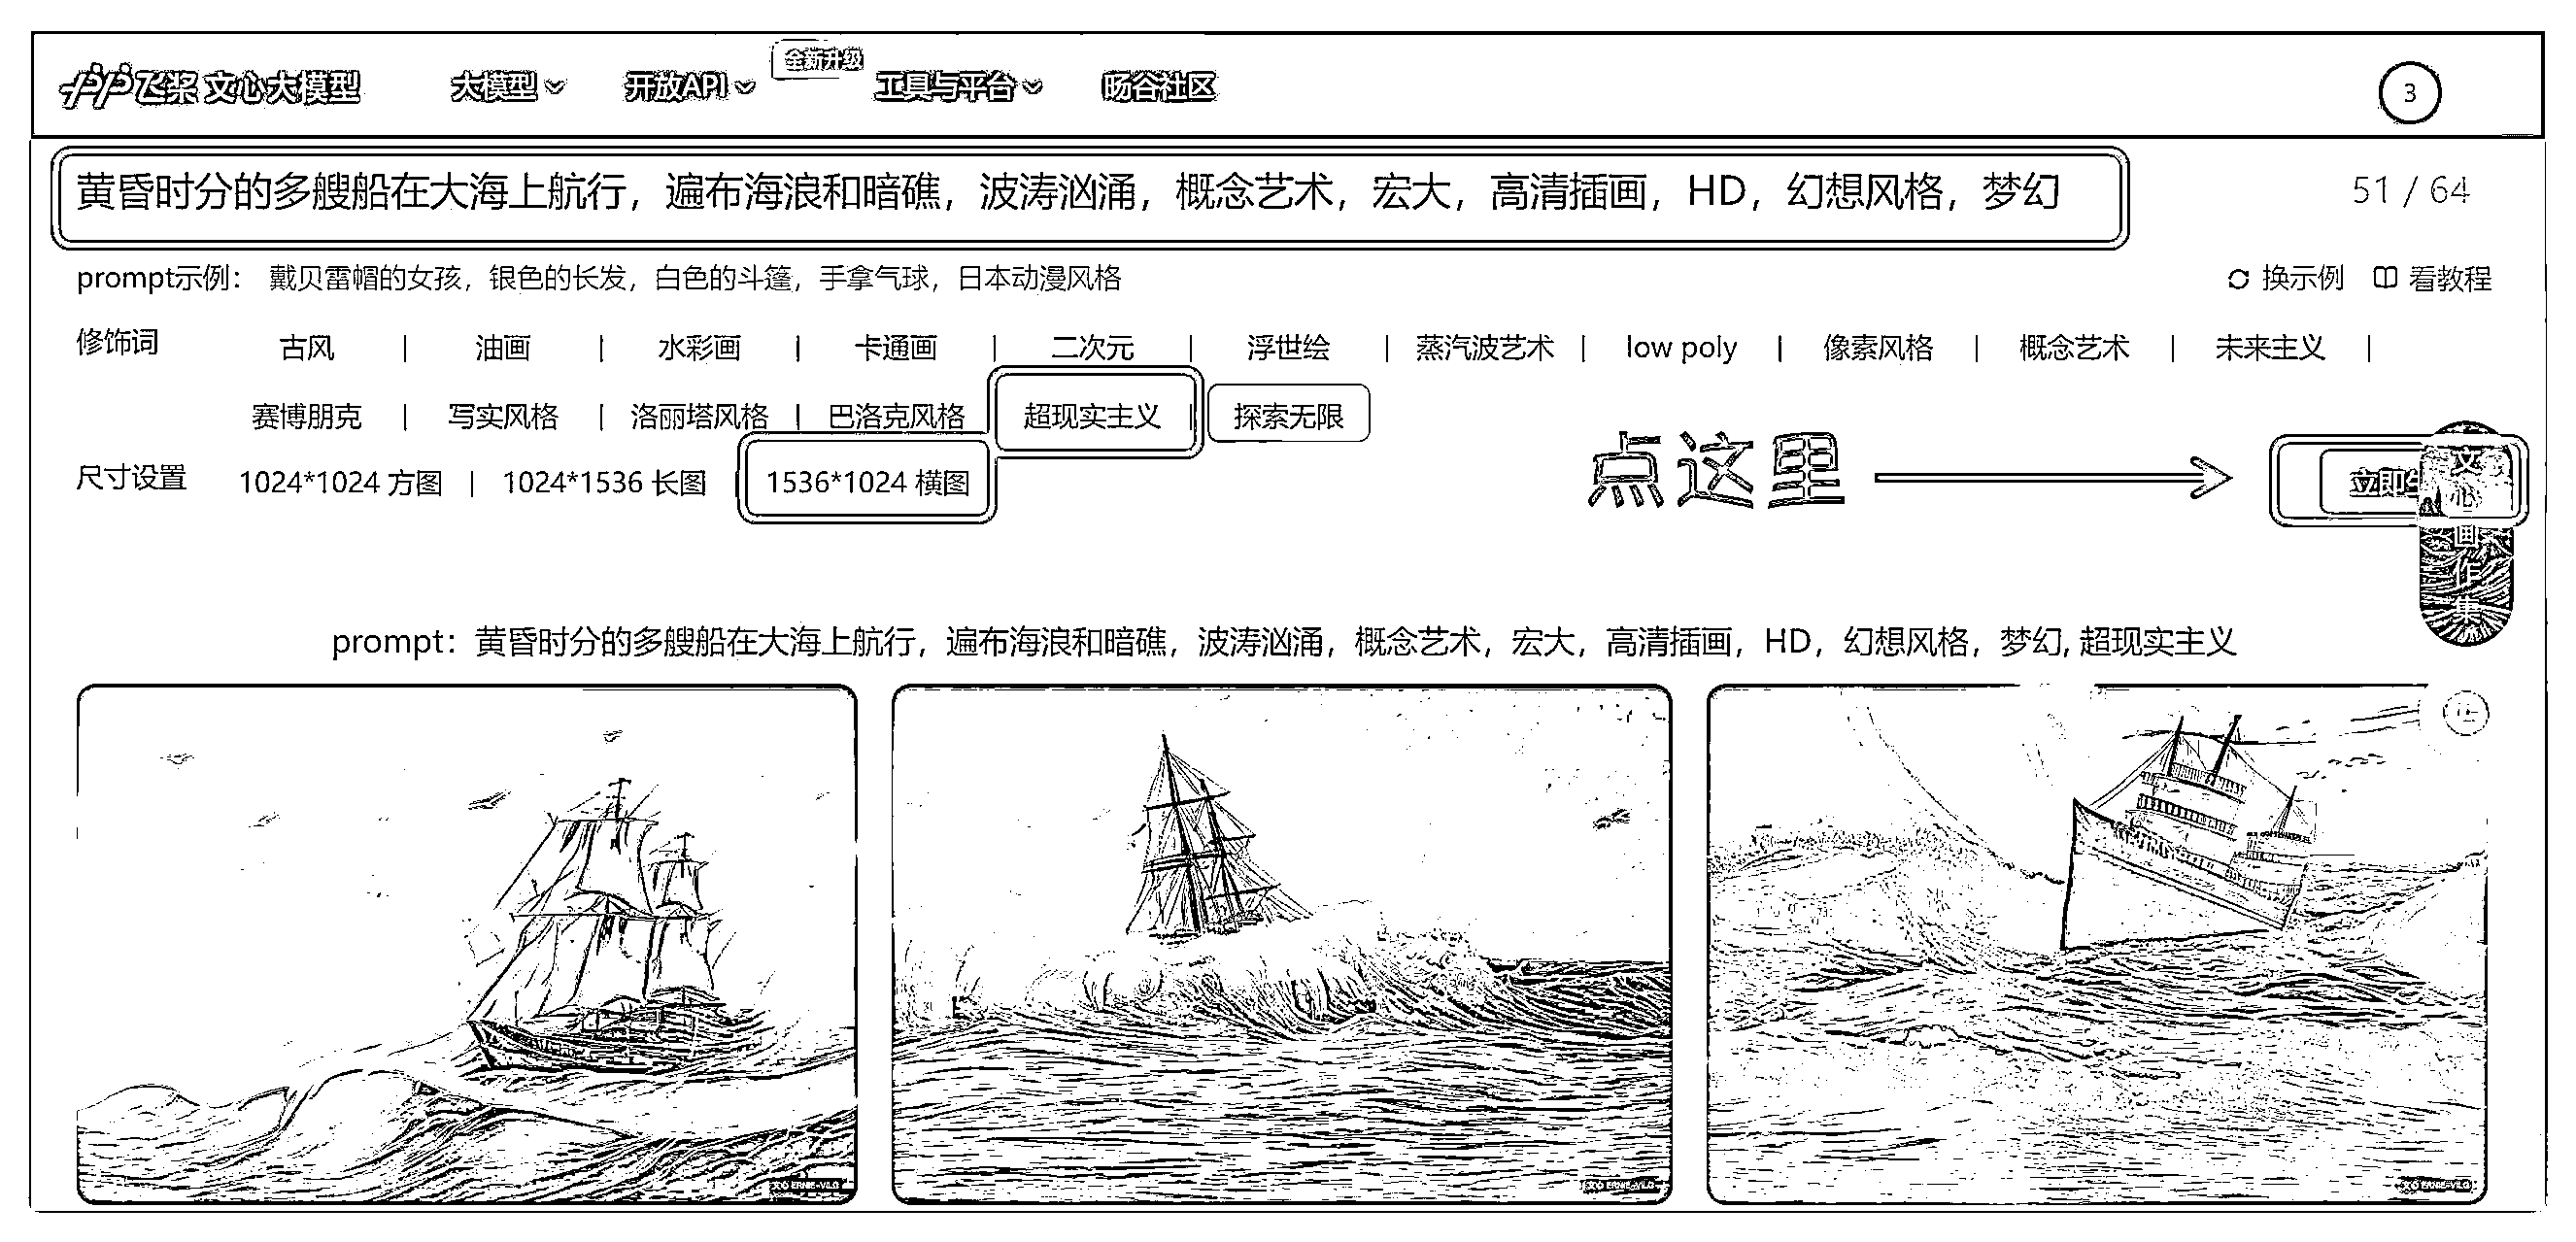 飞桨 文心大模型 大模型 开放API 全新升级 工具与平台 旸谷社区 3
黄昏时分的多艘船在大海上航行，遍布海浪和暗礁，波涛汹涌，概念艺术，宏大，高清插画，HD，幻想风格，梦幻 51 / 64
prompt示例： 戴贝雷帽的女孩，银色的长发，白色的斗篷，手拿气球，日本动漫风格 换示例 看教程
修饰词 古风 | 油画 | 水彩画 | 卡通画 | 二次元 | 浮世绘 | 蒸汽波艺术 | low poly | 像素风格 | 概念艺术 | 未来主义 |
赛博朋克 | 写实风格 | 洛丽塔风格 | 巴洛克风格 超现实主义 | 探索无限
尺寸设置 1024*1024 方图 | 1024*1536 长图 | 1536*1024 横图
点这里
立即生
文心画作集
prompt：黄昏时分的多艘船在大海上航行，遍布海浪和暗礁，波涛汹涌，概念艺术，宏大，高清插画，HD，幻想风格，梦幻, 超现实主义
文心 ERNIE-ViLG
文心 ERNIE-ViLG
文心 ERNIE-ViLG